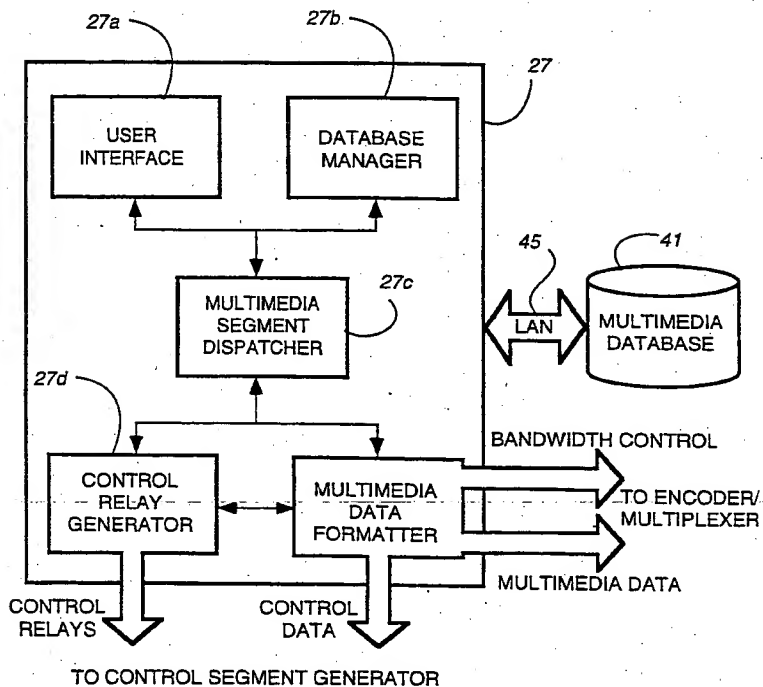 27a
27b
27
USER
INTERFACE
DATABASE
MANAGER
45
41
27c
MULTIMEDIA
SEGMENT
DISPATCHER
LAN
MULTIMEDIA
DATABASE
27d
BANDWIDTH CONTROL
CONTROL
RELAY
GENERATOR
MULTIMEDIA
DATA
FORMATTER
TO ENCODER/
MULTIPLEXER
MULTIMEDIA DATA
CONTROL
RELAYS
CONTROL
DATA
TO CONTROL SEGMENT GENERATOR